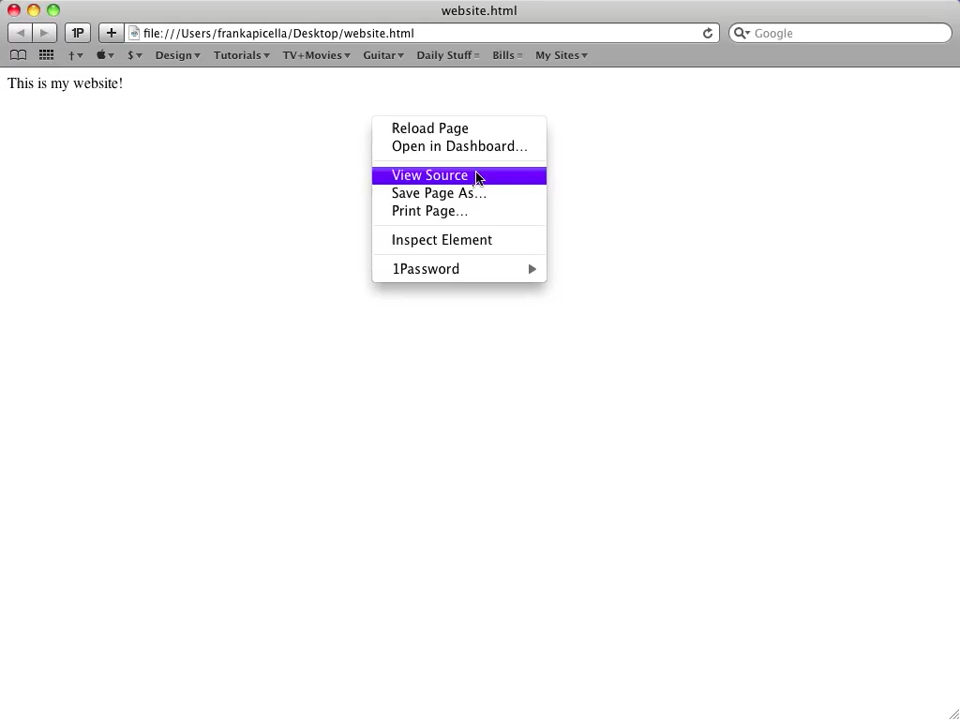 website.html
1P + file:///Users/frankapicella/Desktop/website.html Google
† $ Design Tutorials TV+Movies Guitar Daily Stuff Bills My Sites
This is my website!
Reload Page
Open in Dashboard...
View Source
Save Page As...
Print Page...
Inspect Element
1Password